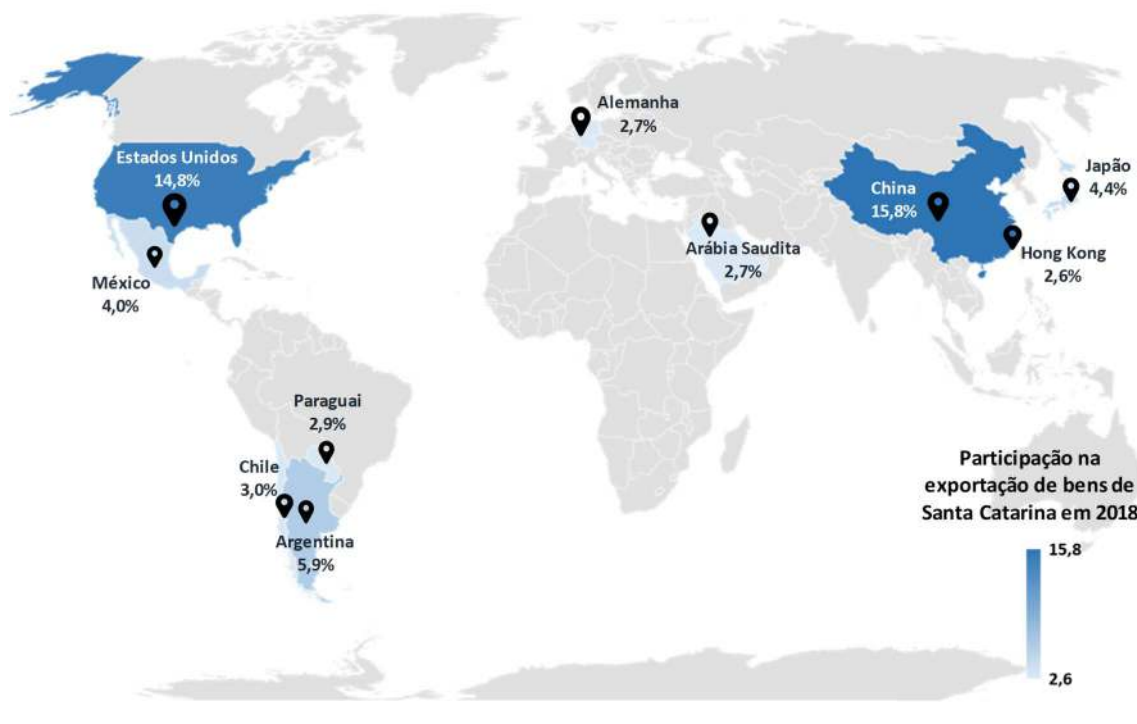 Alemanha
2,7%
Estados Unidos
14,8%
China
15,8%
Japão
4,4%
Arábia Saudita
2,7%
Hong Kong
2,6%
México
4,0%
Paraguai
2,9%
Chile
3,0%
Argentina
5,9%
Participação na
exportação de bens de
Santa Catarina em 2018
15,8
2,6